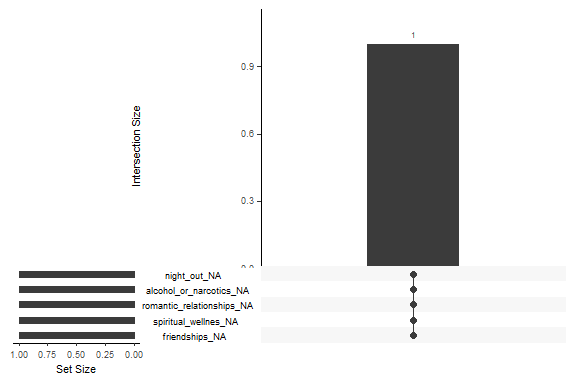 1
0.9
0.6
0.3
0.0
Intersection Size
night_out_NA
alcohol_or_narcotics_NA
romantic_relationships_NA
spiritual_wellnes_NA
friendships_NA
1.00 0.75 0.50 0.25 0.00
Set Size